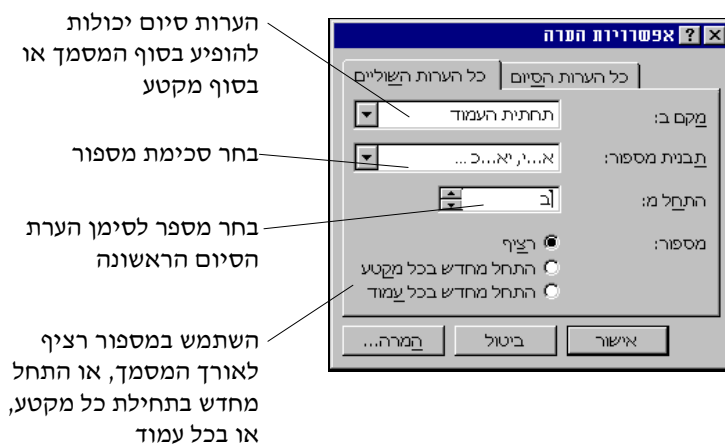 אפשרויות הערה
כל הערות השוליים
כל הערות הסיום
מקם ב:
תחתית העמוד
תבנית מספור:
א...י, יא...כ ...
התחל מ:
ב
מספור:
רציף
התחל מחדש בכל מקטע
התחל מחדש בכל עמוד
אישור
ביטול
המרה...
הערות סיום יכולות
להופיע בסוף המסמך או
בסוף מקטע
בחר סכימת מספור
בחר מספר לסימן הערת
הסיום הראשונה
השתמש במספור רציף
לאורך המסמך, או התחל
מחדש בתחילת כל מקטע,
או בכל עמוד